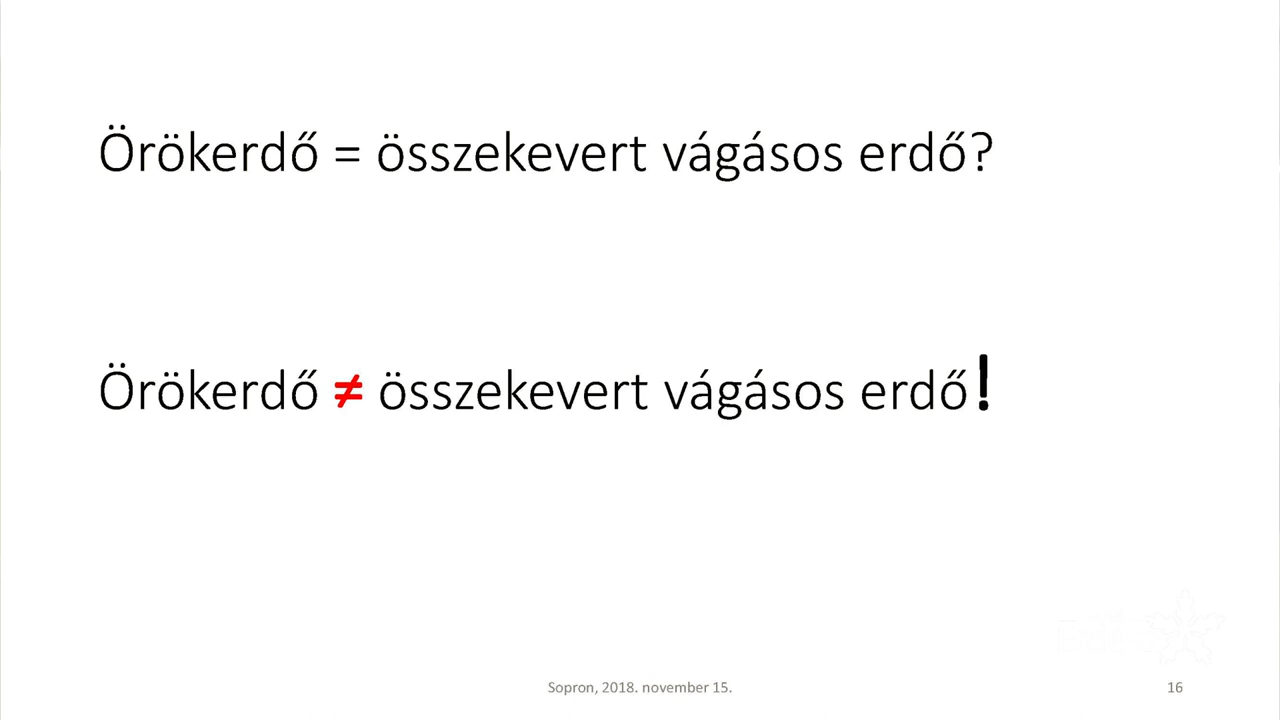 Örökerdő = összekevert vágásos erdő?
Örökerdő ≠ összekevert vágásos erdő!
Sopron, 2018. november 15.
16